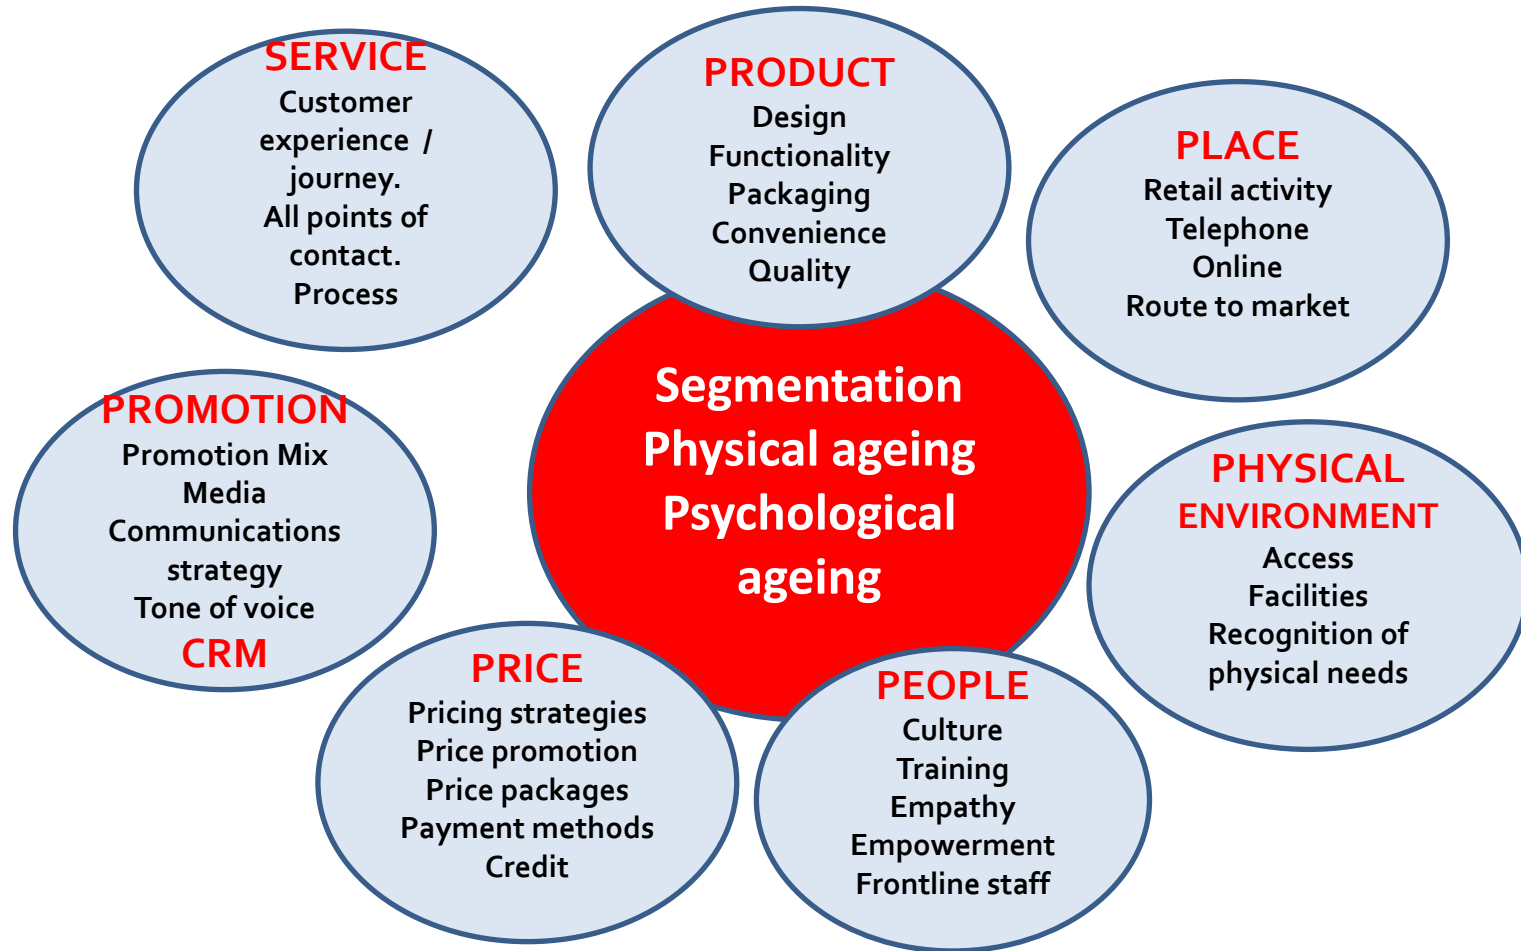 SERVICE
Customer
experience  /
journey.
All points of
contact.
Process
PRODUCT
Design
Functionality
Packaging
Convenience
Quality
PLACE
Retail activity
Telephone
Online
Route to market
Segmentation
Physical ageing
Psychological
ageing
PROMOTION
Promotion Mix
Media
Communications
strategy
Tone of voice
CRM
PHYSICAL
ENVIRONMENT
Access
Facilities
Recognition of
physical needs
PRICE
Pricing strategies
Price promotion
Price packages
Payment methods
Credit
PEOPLE
Culture
Training
Empathy
Empowerment
Frontline staff